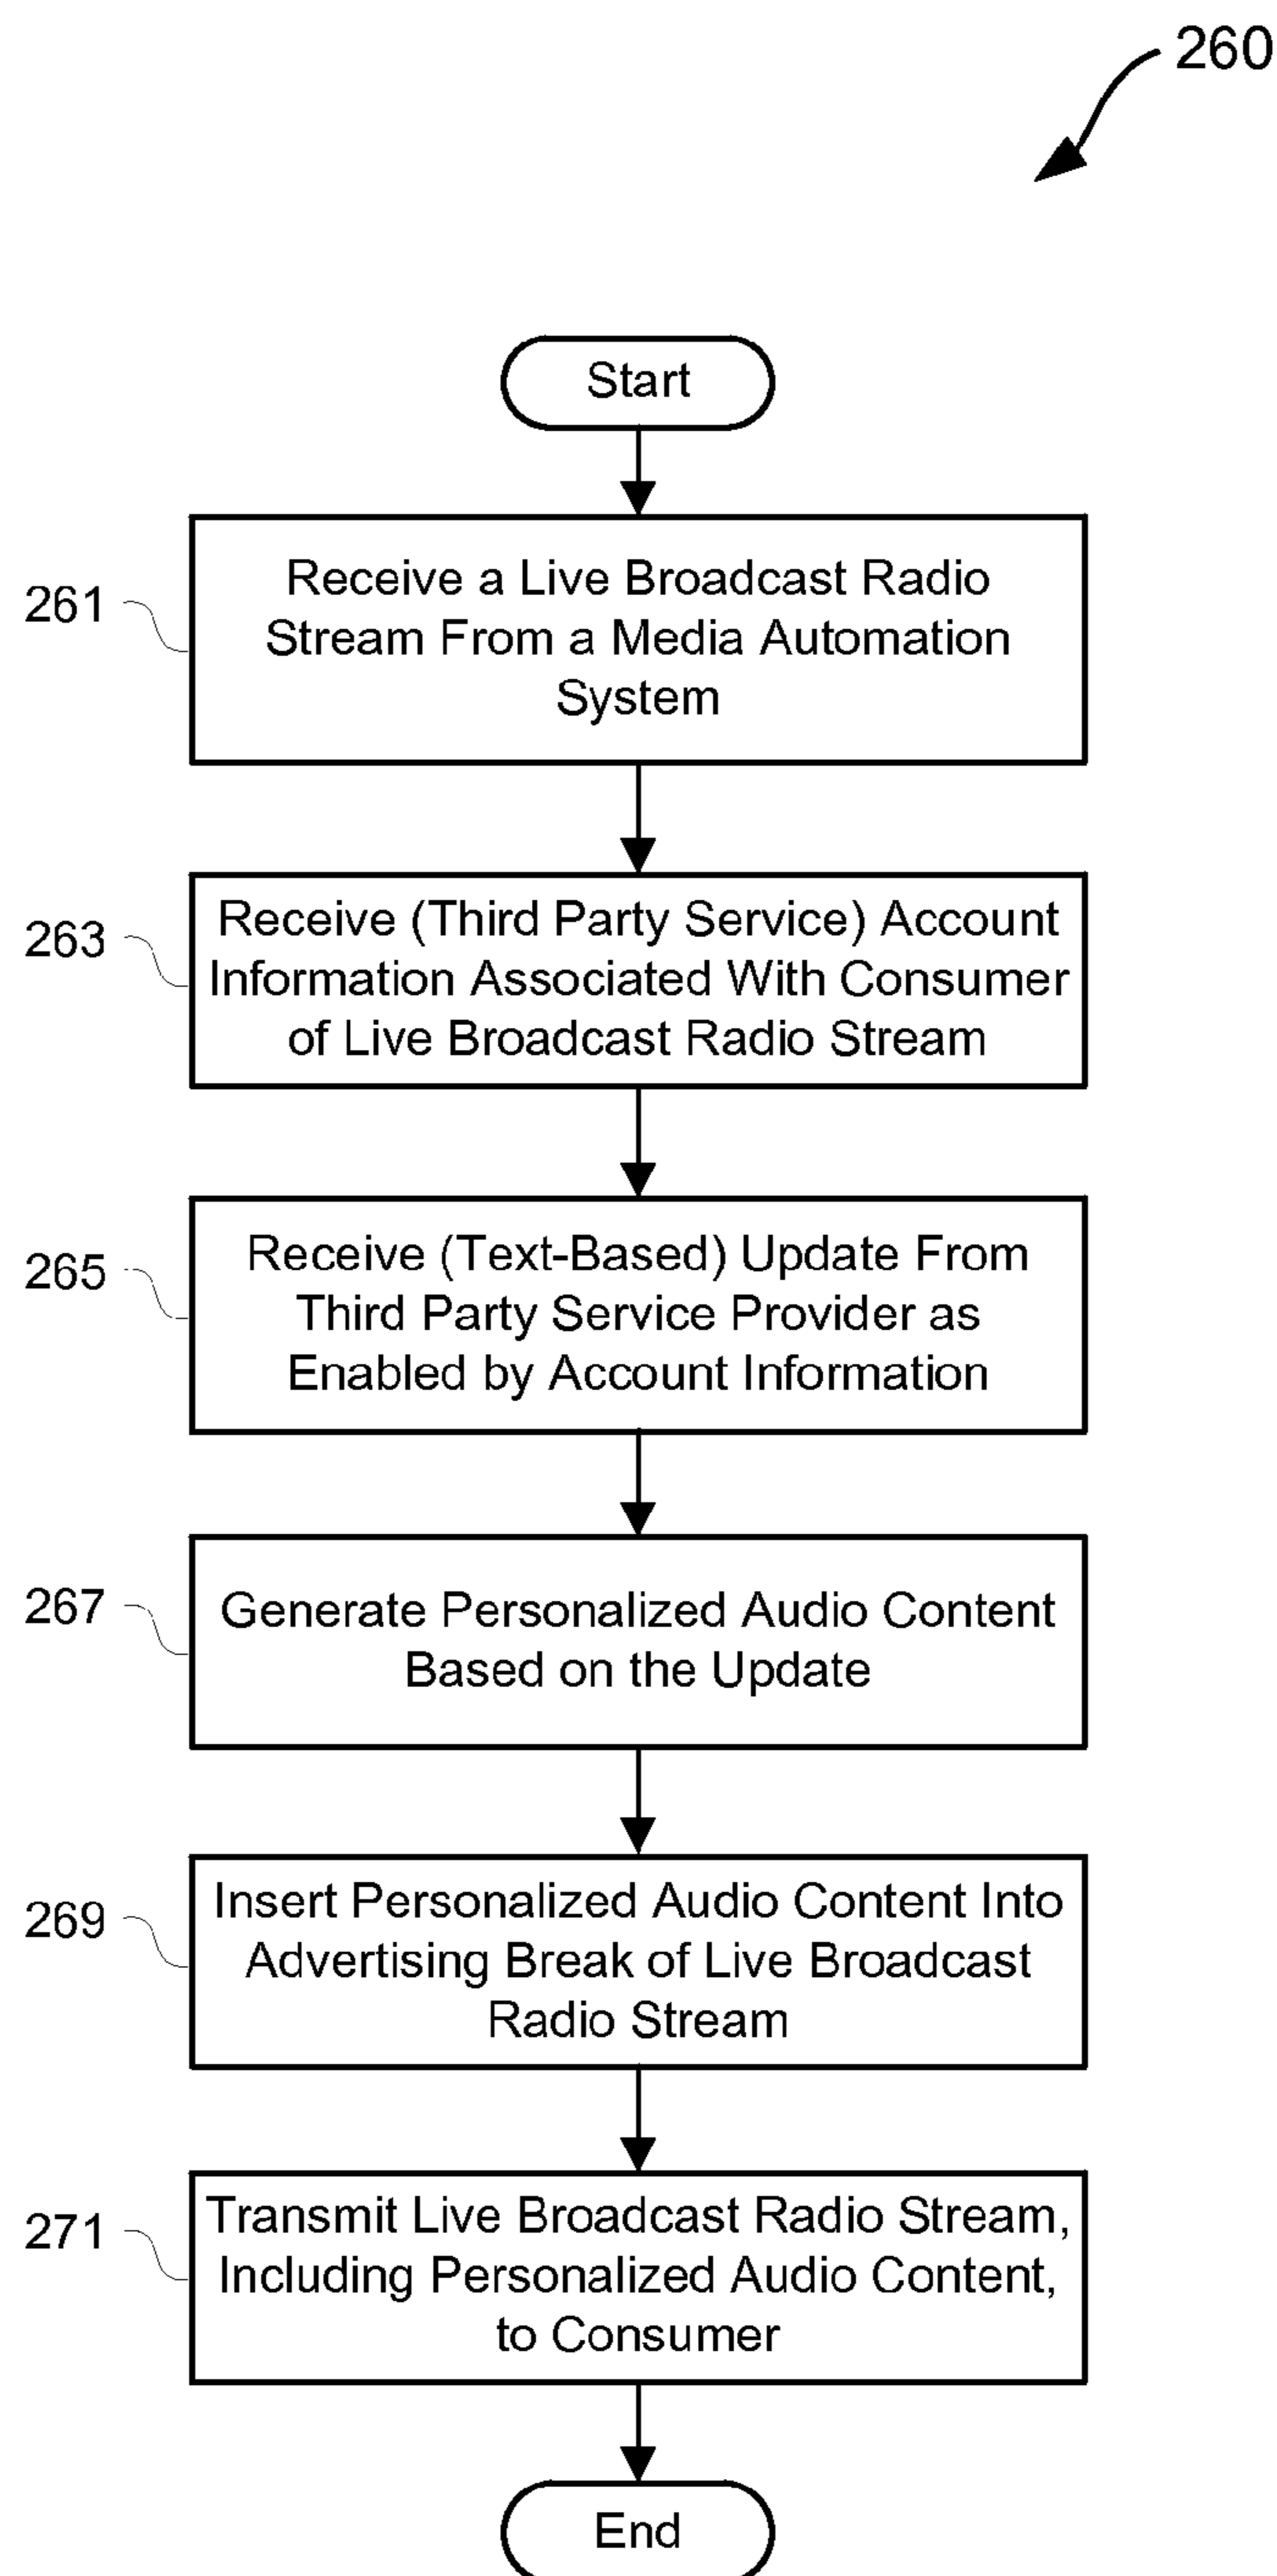 260
Start
261
Receive a Live Broadcast Radio
Stream From a Media Automation
System
263
Receive (Third Party Service) Account
Information Associated With Consumer
of Live Broadcast Radio Stream
265
Receive (Text-Based) Update From
Third Party Service Provider as
Enabled by Account Information
267
Generate Personalized Audio Content
Based on the Update
269
Insert Personalized Audio Content Into
Advertising Break of Live Broadcast
Radio Stream
271
Transmit Live Broadcast Radio Stream,
Including Personalized Audio Content,
to Consumer
End